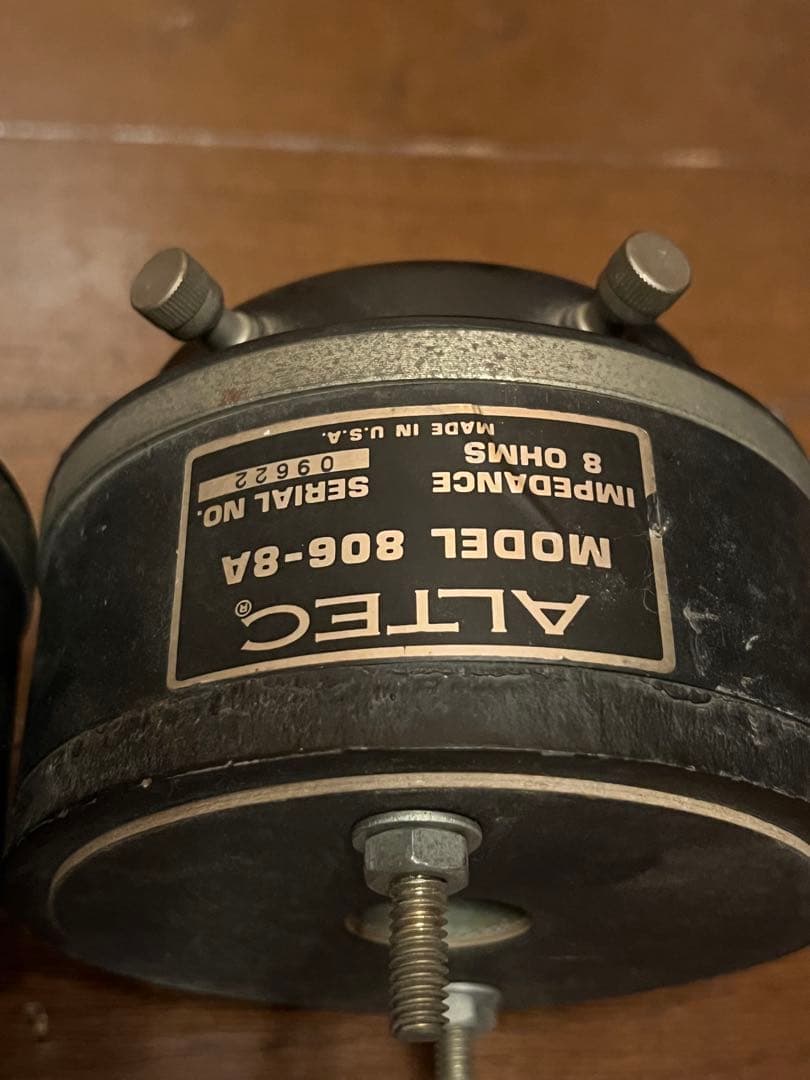 ALTEC®
MODEL 806-8A
IMPEDANCE SERIAL NO.
8 OHMS 09622
MADE IN U.S.A.